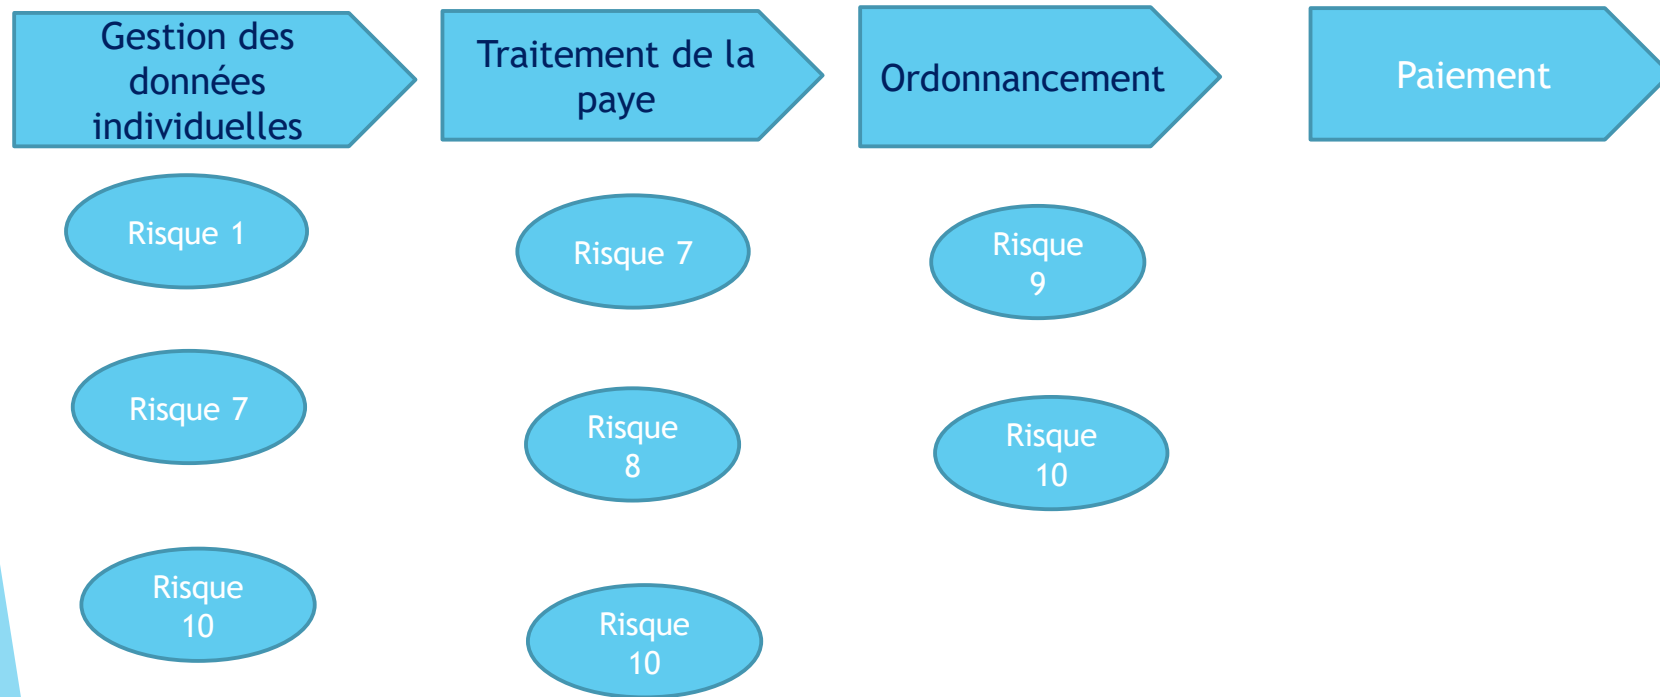 Gestion des
données
individuelles
Traitement de la
paye
Ordonnancement
Paiement
Risque 1
Risque 7
Risque
9
Risque 7
Risque
8
Risque
10
Risque
10
Risque
10